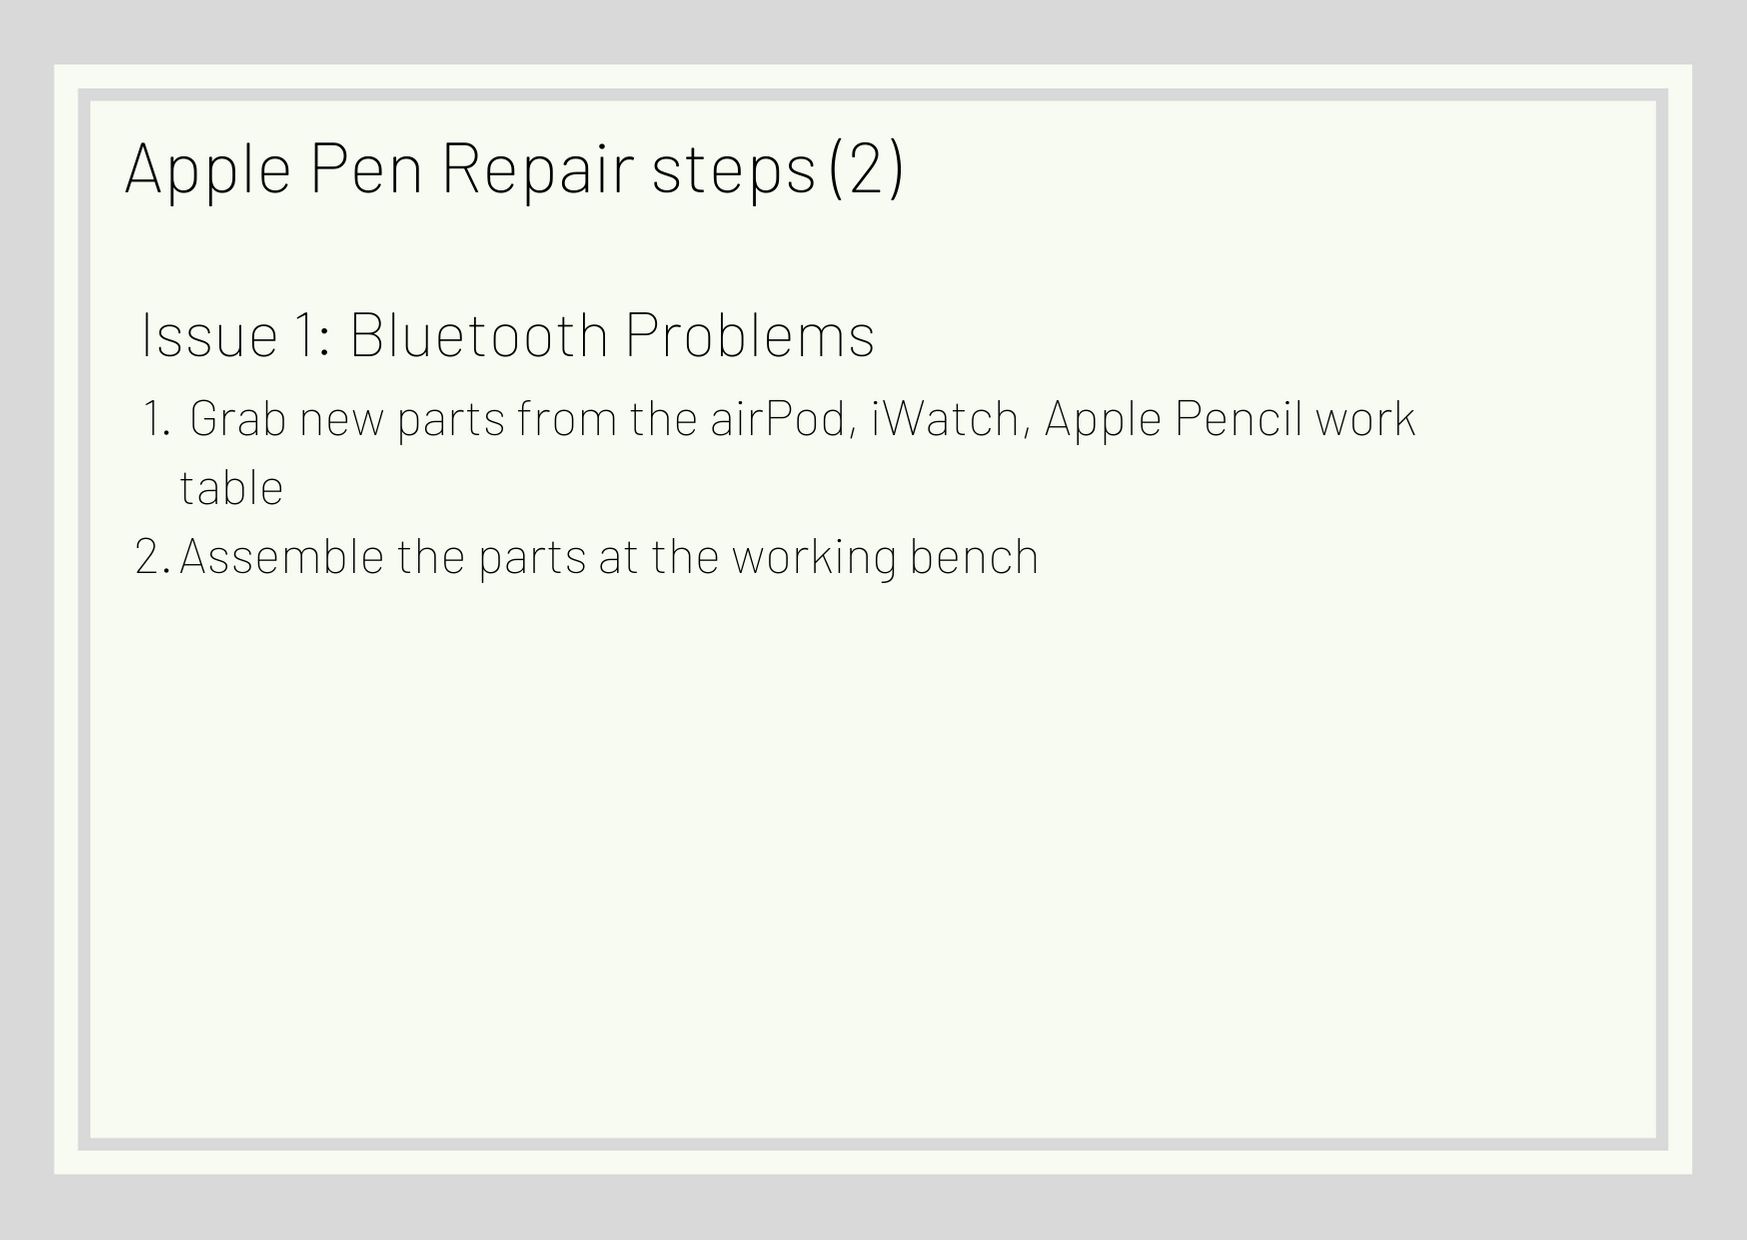 Apple Pen Repair steps (2)
Issue 1: Bluetooth Problems
1. Grab new parts from the airPod, iWatch, Apple Pencil work
table
2. Assemble the parts at the working bench